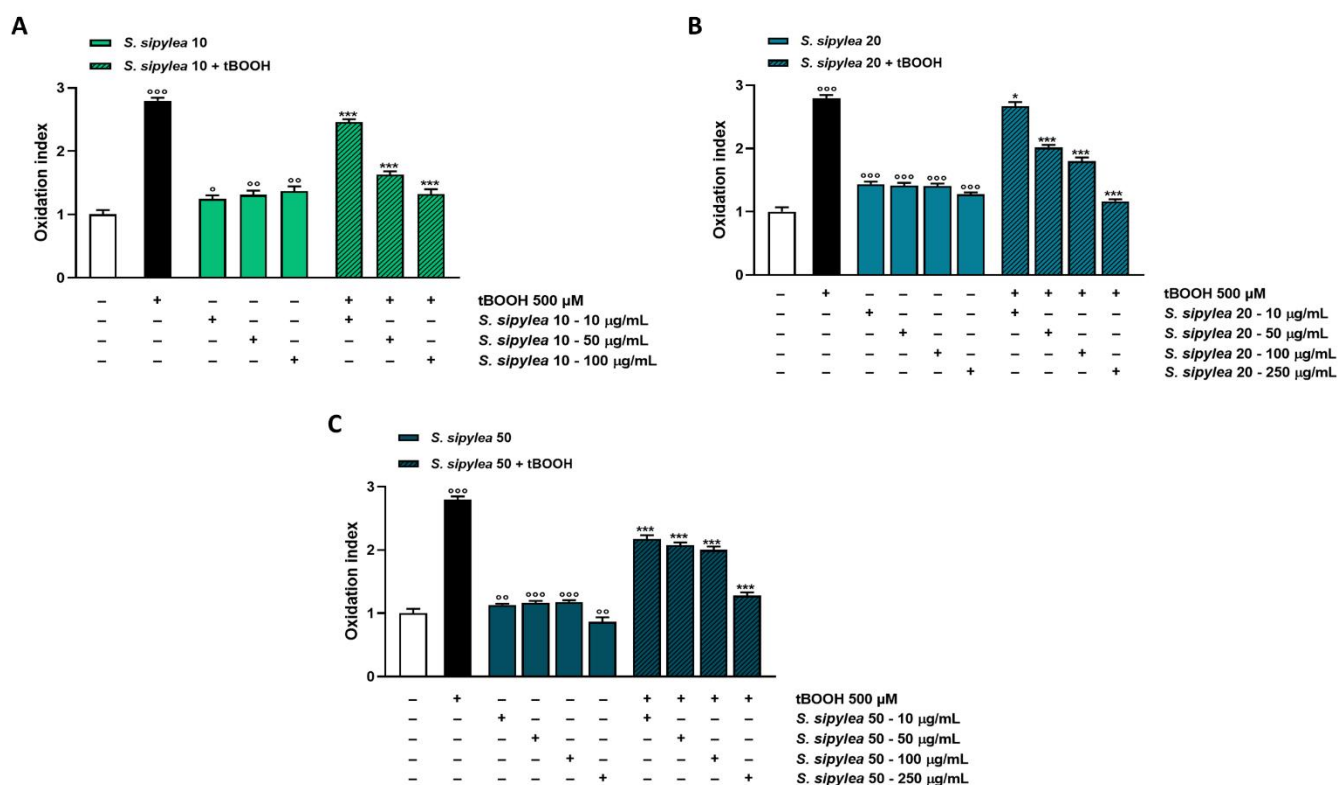 A
S. sipylea 10
S. sipylea 10 + tBOOH
Oxidation index
3
2
1
0
°°°
°
°°
°°
***
***
***
– + – – – + + + tBOOH 500 µM
– – + – – + – – S. sipylea 10 - 10 µg/mL
– – – + – – + – S. sipylea 10 - 50 µg/mL
– – – – + – – + S. sipylea 10 - 100 µg/mL
B
S. sipylea 20
S. sipylea 20 + tBOOH
Oxidation index
3
2
1
0
°°°
°°°
°°°
°°°
°°°
*
***
***
***
– + – – – – + + + + tBOOH 500 µM
– – + – – – + – – – S. sipylea 20 - 10 µg/mL
– – – + – – – + – – S. sipylea 20 - 50 µg/mL
– – – – + – – – + – S. sipylea 20 - 100 µg/mL
– – – – – + – – – + S. sipylea 20 - 250 µg/mL
C
S. sipylea 50
S. sipylea 50 + tBOOH
Oxidation index
3
2
1
0
°°°
°°
°°°
°°°
°°
***
***
***
***
– + – – – – + + + + tBOOH 500 µM
– – + – – – + – – – S. sipylea 50 - 10 µg/mL
– – – + – – – + – – S. sipylea 50 - 50 µg/mL
– – – – + – – – + – S. sipylea 50 - 100 µg/mL
– – – – – + – – – + S. sipylea 50 - 250 µg/mL